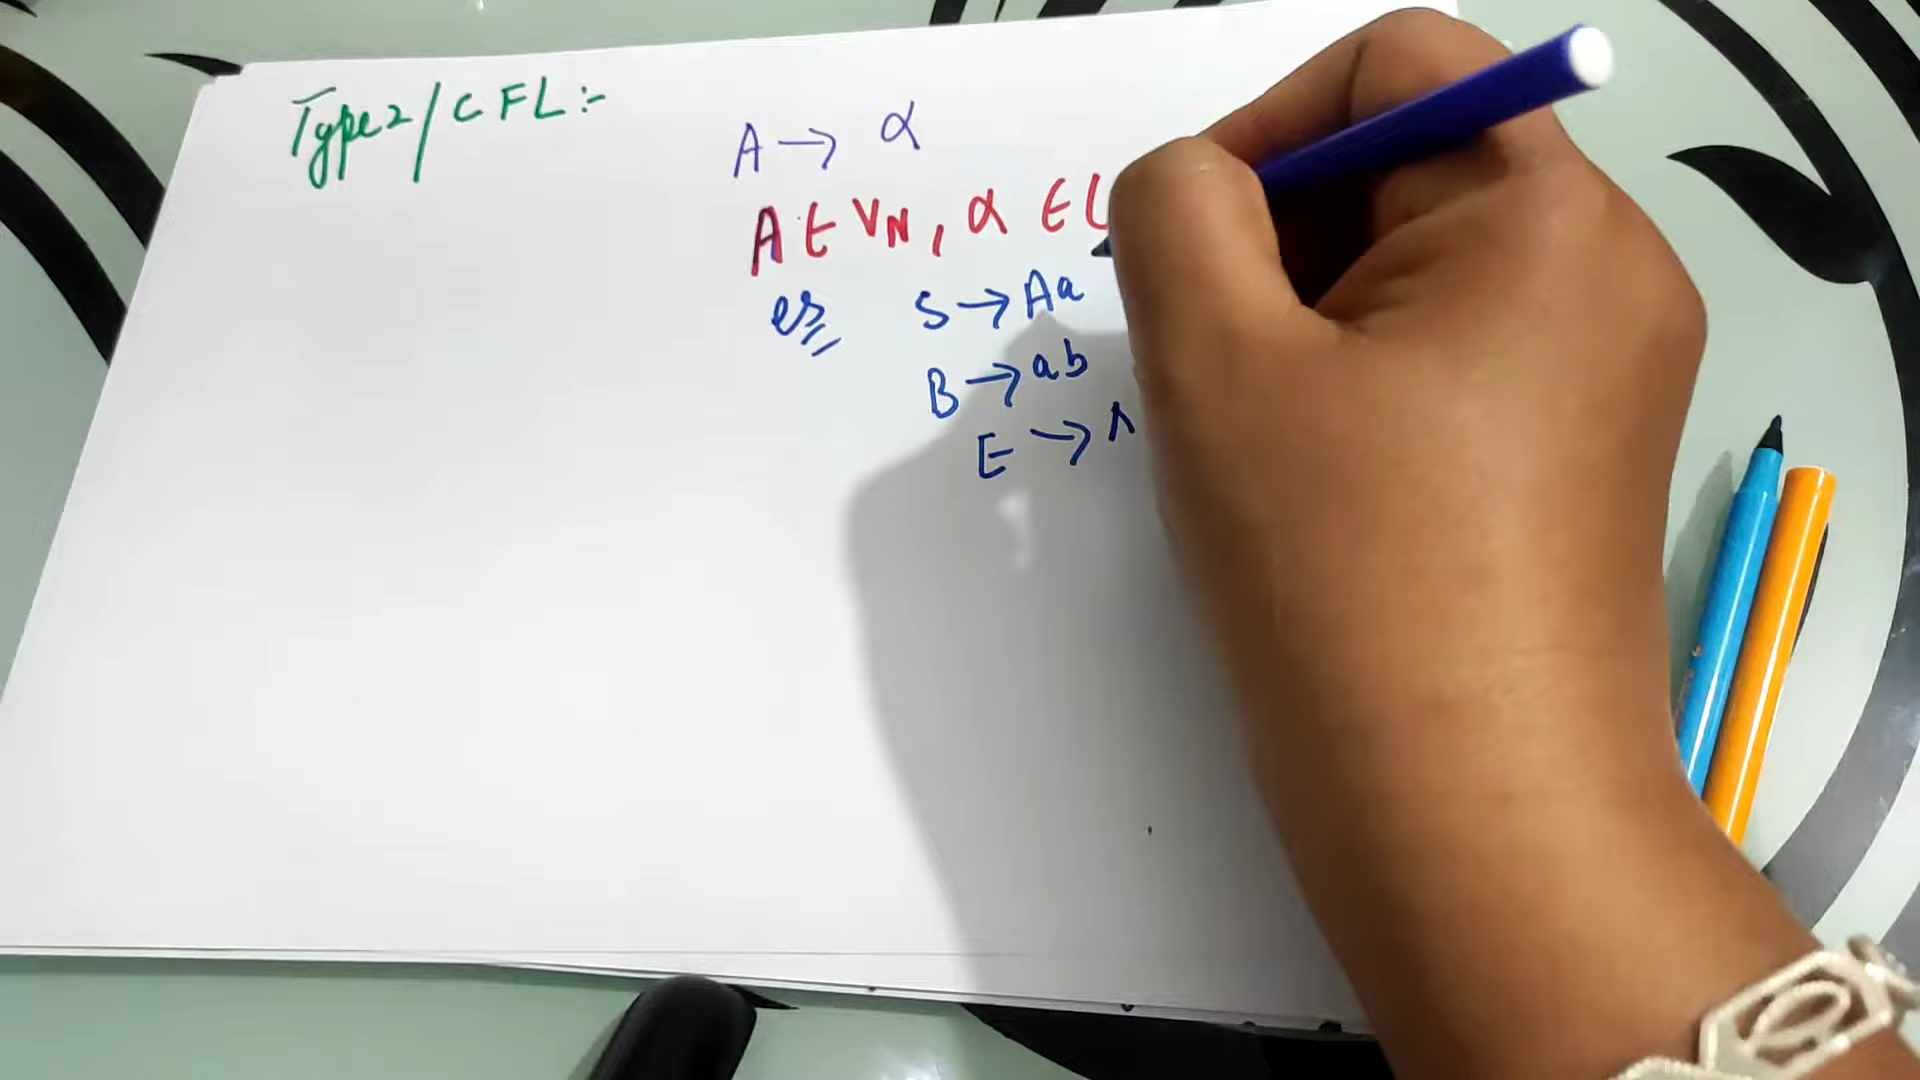 Type2/CFL:-
A → α
A ∈ VN, α ∈ (
eg S → Aa
B → ab
E → Λ